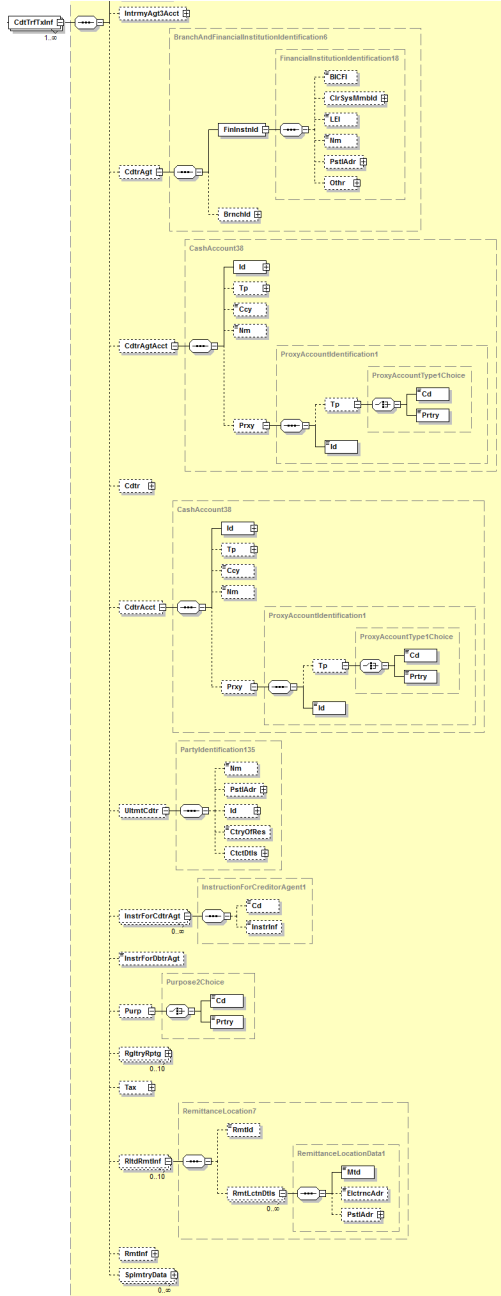 IntrmyAgt3Acct
CdtTrfTxInf
1..∞
BranchAndFinancialInstitutionIdentification6
FinancialInstitutionIdentification18
BICFI
ClrSysMmbId
LEI
Nm
PstlAdr
Othr
FinInstnId
CdtrAgt
BrnchId
CashAccount38
Id
Tp
Ccy
Nm
CdtrAgtAcct
ProxyAccountIdentification1
ProxyAccountType1Choice
Cd
Tp
Prtry
Prxy
Id
Cdtr
CashAccount38
Id
Tp
Ccy
Nm
CdtrAcct
ProxyAccountIdentification1
ProxyAccountType1Choice
Cd
Tp
Prtry
Prxy
Id
PartyIdentification135
Nm
PstlAdr
UltmtCdtr
Id
CtryOfRes
CtctDtls
InstructionForCreditorAgent1
Cd
InstrForCdtrAgt
0..∞
InstrInf
InstrForDbtrAgt
Purpose2Choice
Cd
Purp
Prtry
RgltryRptg
0..10
Tax
RemittanceLocation7
RmtId
RemittanceLocationData1
RltdRmtInf
0..10
Mtd
RmtLctnDtls
0..∞
ElctrncAdr
PstlAdr
RmtInf
SplmtryData
0..∞